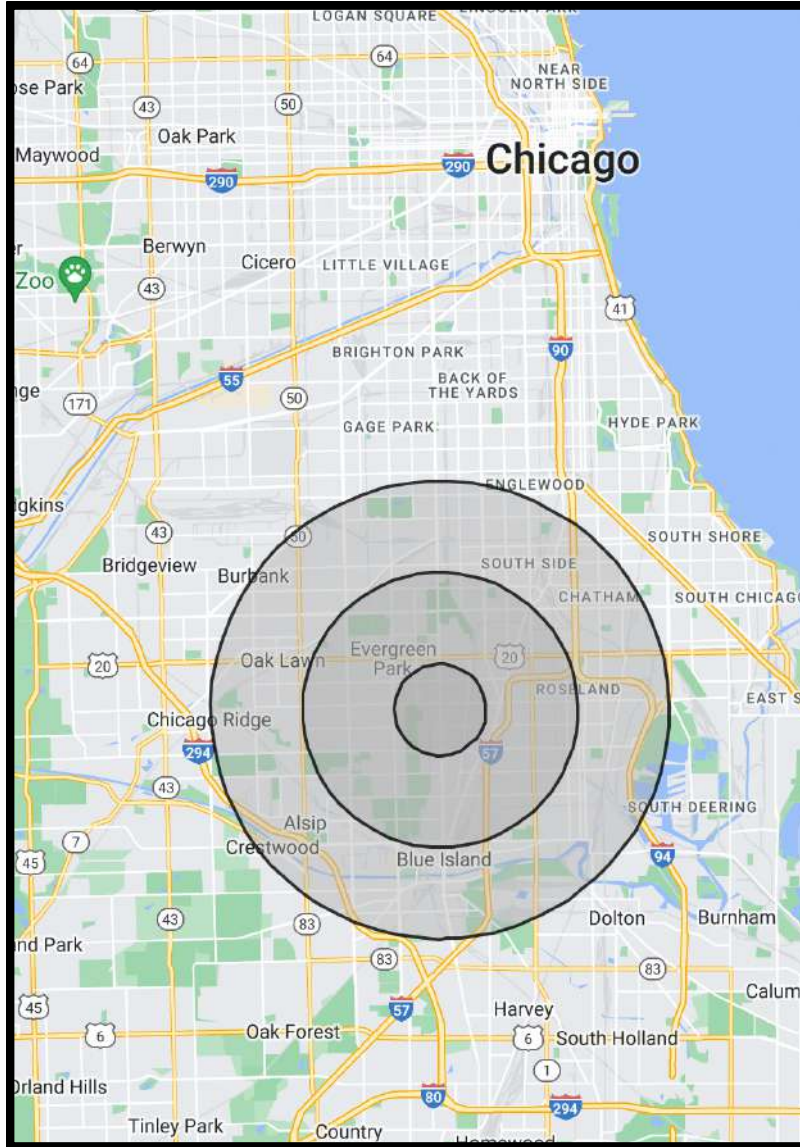 LOGAN SQUARE
64
64
NEAR
NORTH SIDE
ose Park
43
50
Oak Park
Maywood
290
290
Chicago
er
Berwyn
Cicero
LITTLE VILLAGE
Zoo
43
41
BRIGHTON PARK
90
55
BACK OF
THE YARDS
nge
171
50
GAGE PARK
HYDE PARK
ENGLEWOOD
dgkins
43
50
SOUTH SHORE
Bridgeview
Burbank
SOUTH SIDE
CHATHAM
SOUTH CHICAGO
Evergreen
Park
20
Oak Lawn
20
ROSELAND
EAST S
Chicago Ridge
294
57
43
SOUTH DEERING
Alsip
7
Crestwood
Blue Island
94
45
43
83
Dolton
Burnham
and Park
83
83
Calum
45
57
Harvey
6
Oak Forest
6
South Holland
1
Orland Hills
80
294
Tinley Park
Country